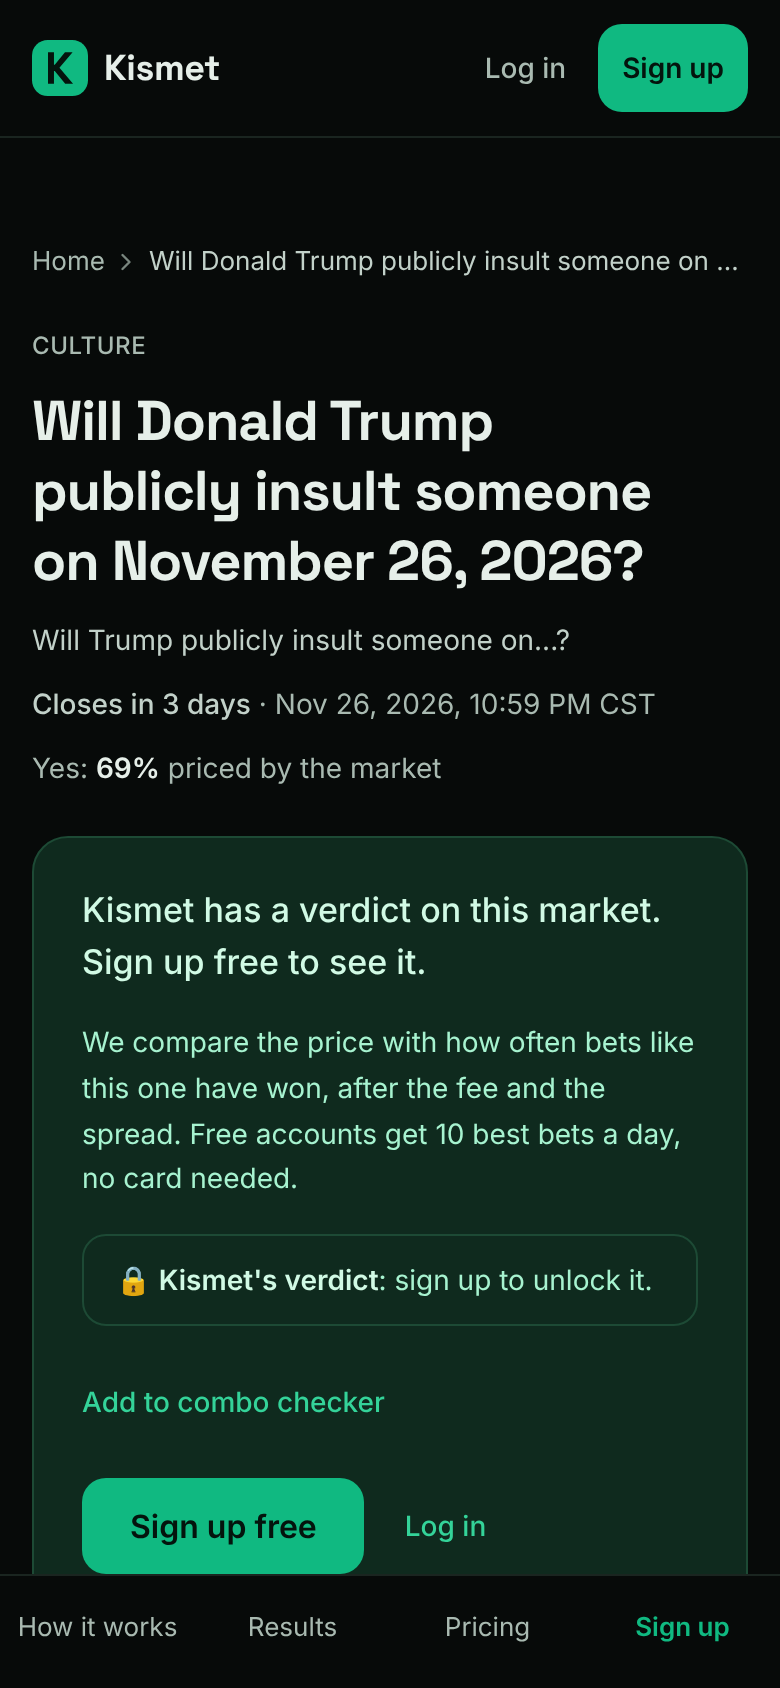 K Kismet
Log in
Sign up
Home > Will Donald Trump publicly insult someone on ...
CULTURE
Will Donald Trump
publicly insult someone
on November 26, 2026?
Will Trump publicly insult someone on...?
Closes in 3 days · Nov 26, 2026, 10:59 PM CST
Yes: 69% priced by the market
Kismet has a verdict on this market.
Sign up free to see it.
We compare the price with how often bets like
this one have won, after the fee and the
spread. Free accounts get 10 best bets a day,
no card needed.
🔒 Kismet's verdict: sign up to unlock it.
Add to combo checker
Sign up free
Log in
How it works
Results
Pricing
Sign up